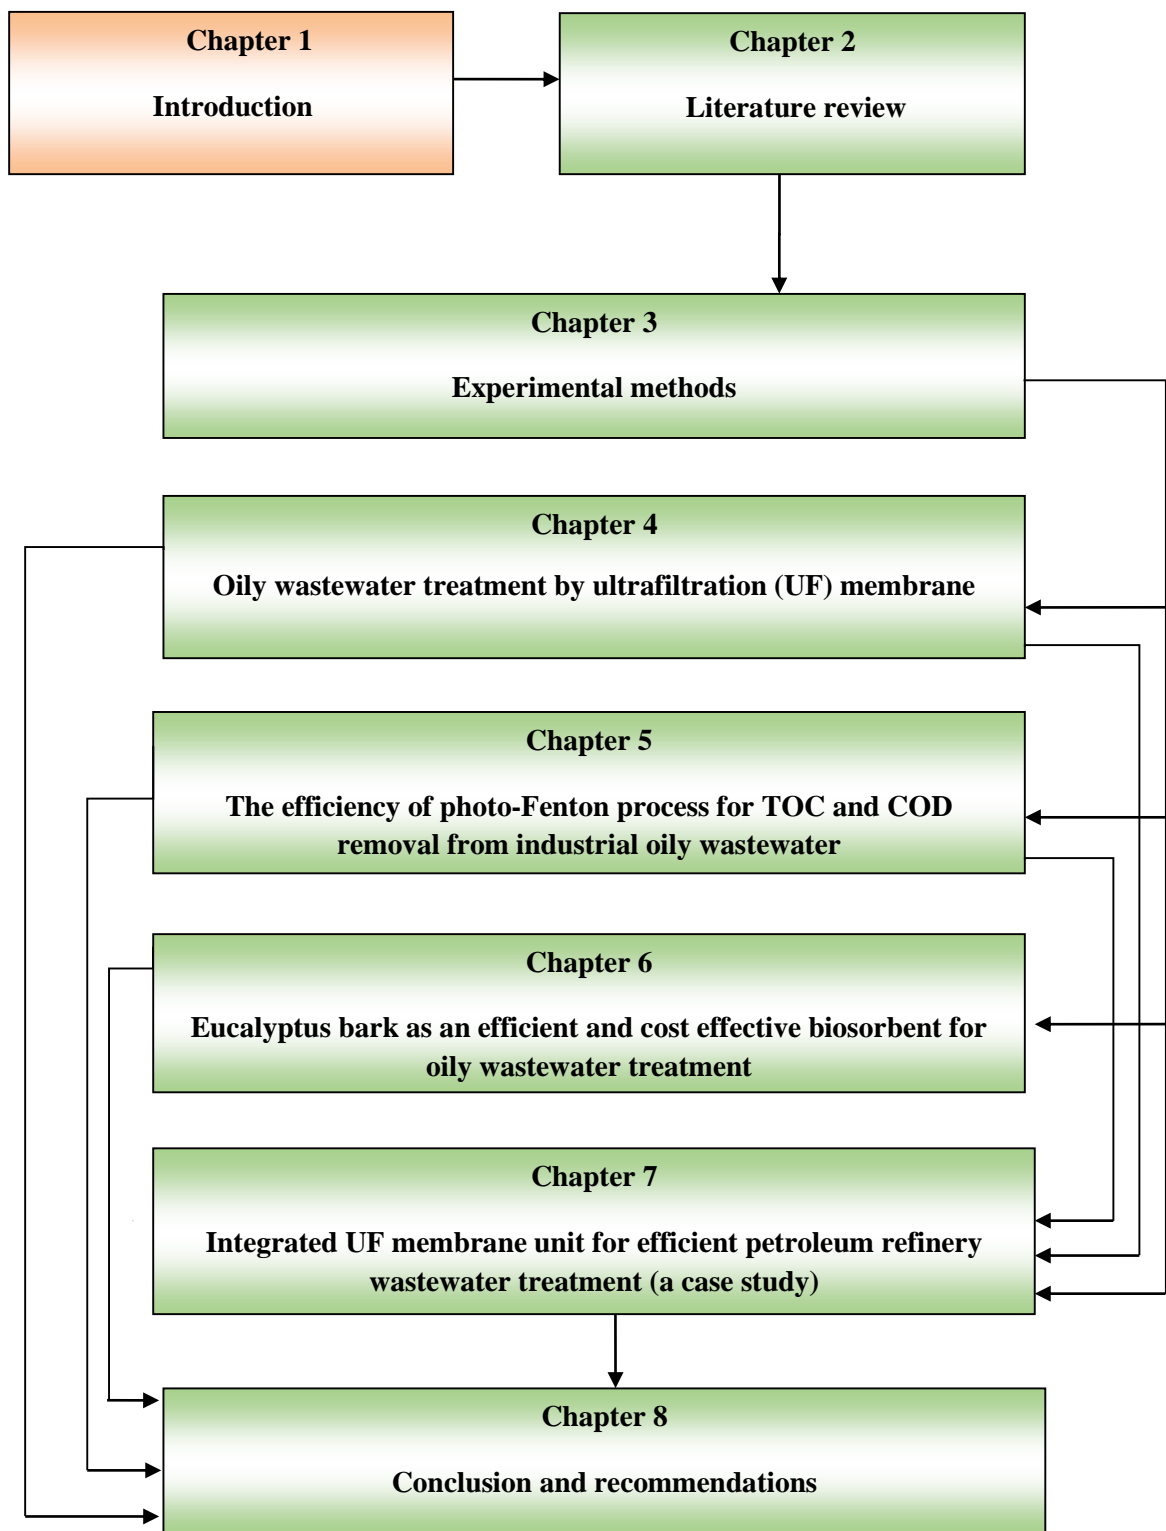 Chapter 1
Introduction
Chapter 2
Literature review
Chapter 3
Experimental methods
Chapter 4
Oily wastewater treatment by ultrafiltration (UF) membrane
Chapter 5
The efficiency of photo-Fenton process for TOC and COD
removal from industrial oily wastewater
Chapter 6
Eucalyptus bark as an efficient and cost effective biosorbent for
oily wastewater treatment
Chapter 7
Integrated UF membrane unit for efficient petroleum refinery
wastewater treatment (a case study)
Chapter 8
Conclusion and recommendations